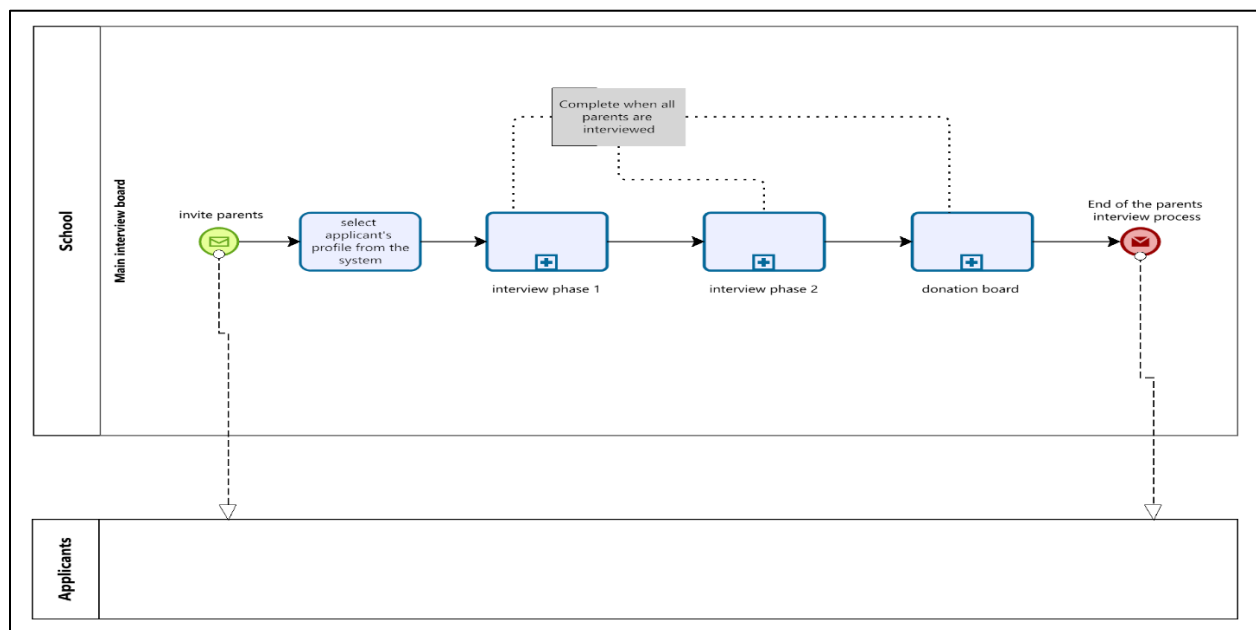 School
Main interview board
Complete when all
parents are
interviewed
invite parents
select
applicant's
profile from the
system
interview phase 1
interview phase 2
donation board
End of the parents
interview process
Applicants